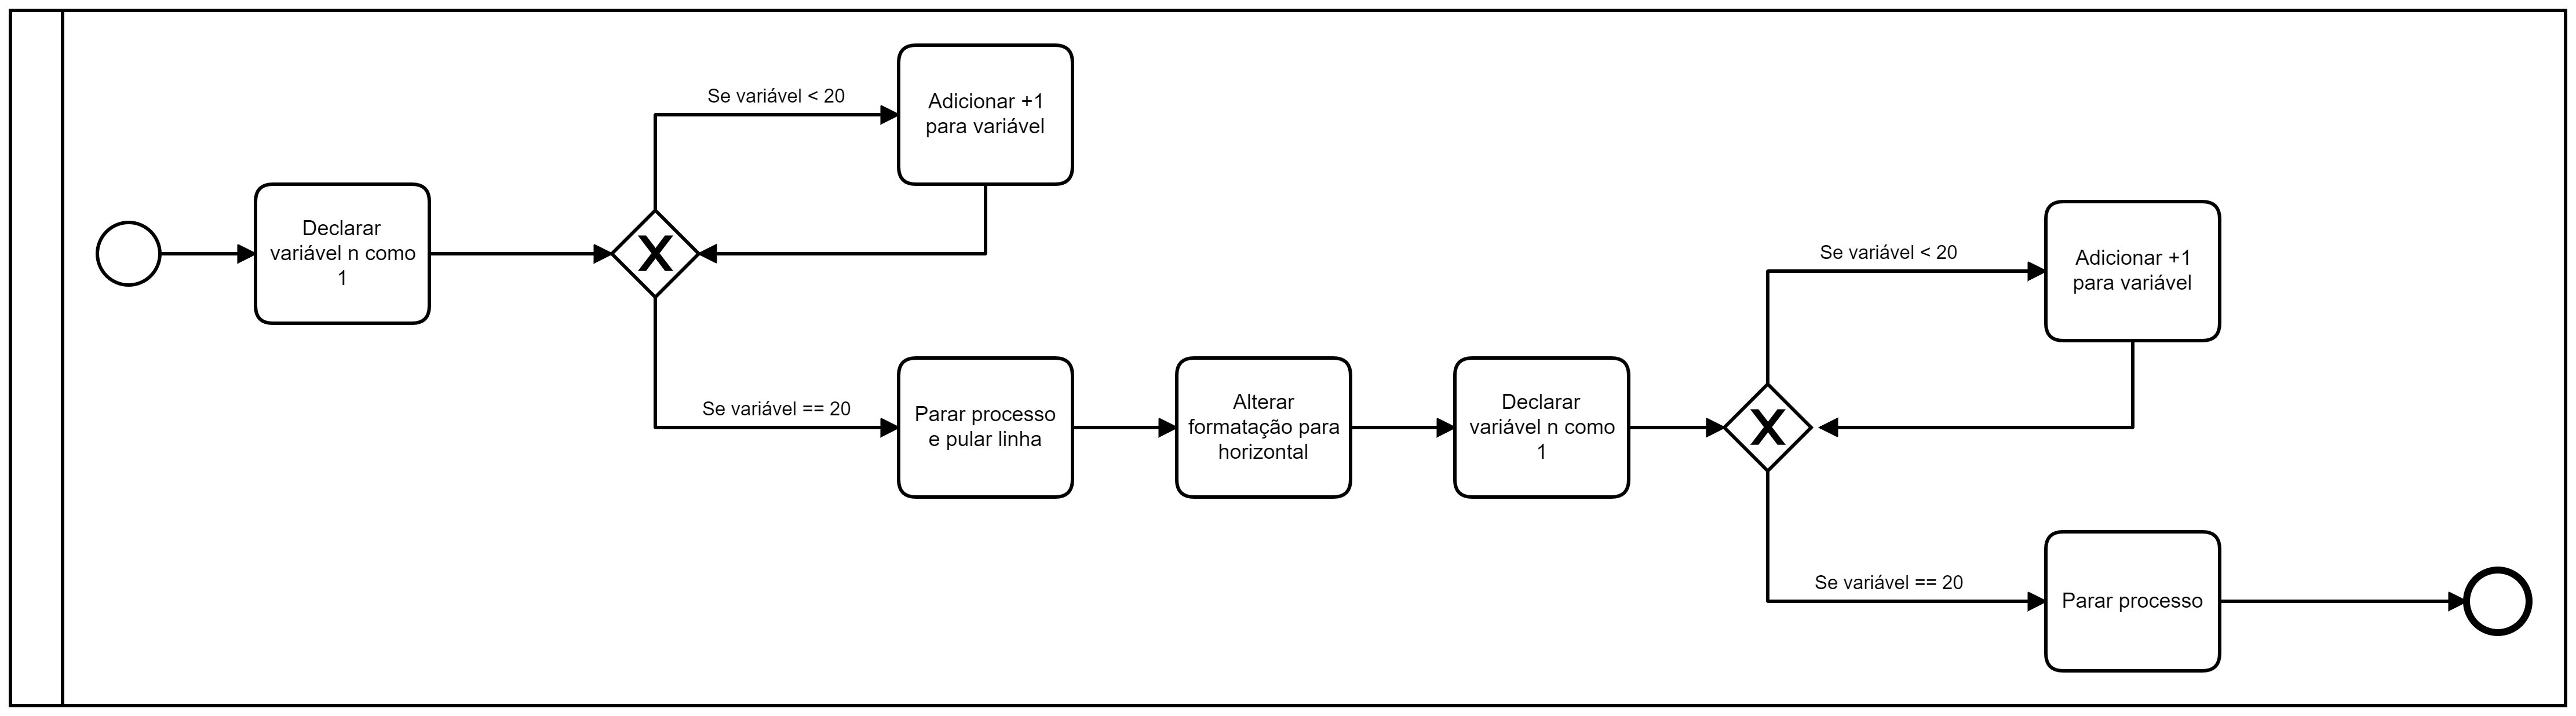 Declarar
variável n como
1
Se variável < 20
Adicionar +1
para variável
Se variável == 20
Parar processo
e pular linha
Alterar
formatação para
horizontal
Declarar
variável n como
1
Se variável < 20
Adicionar +1
para variável
Se variável == 20
Parar processo